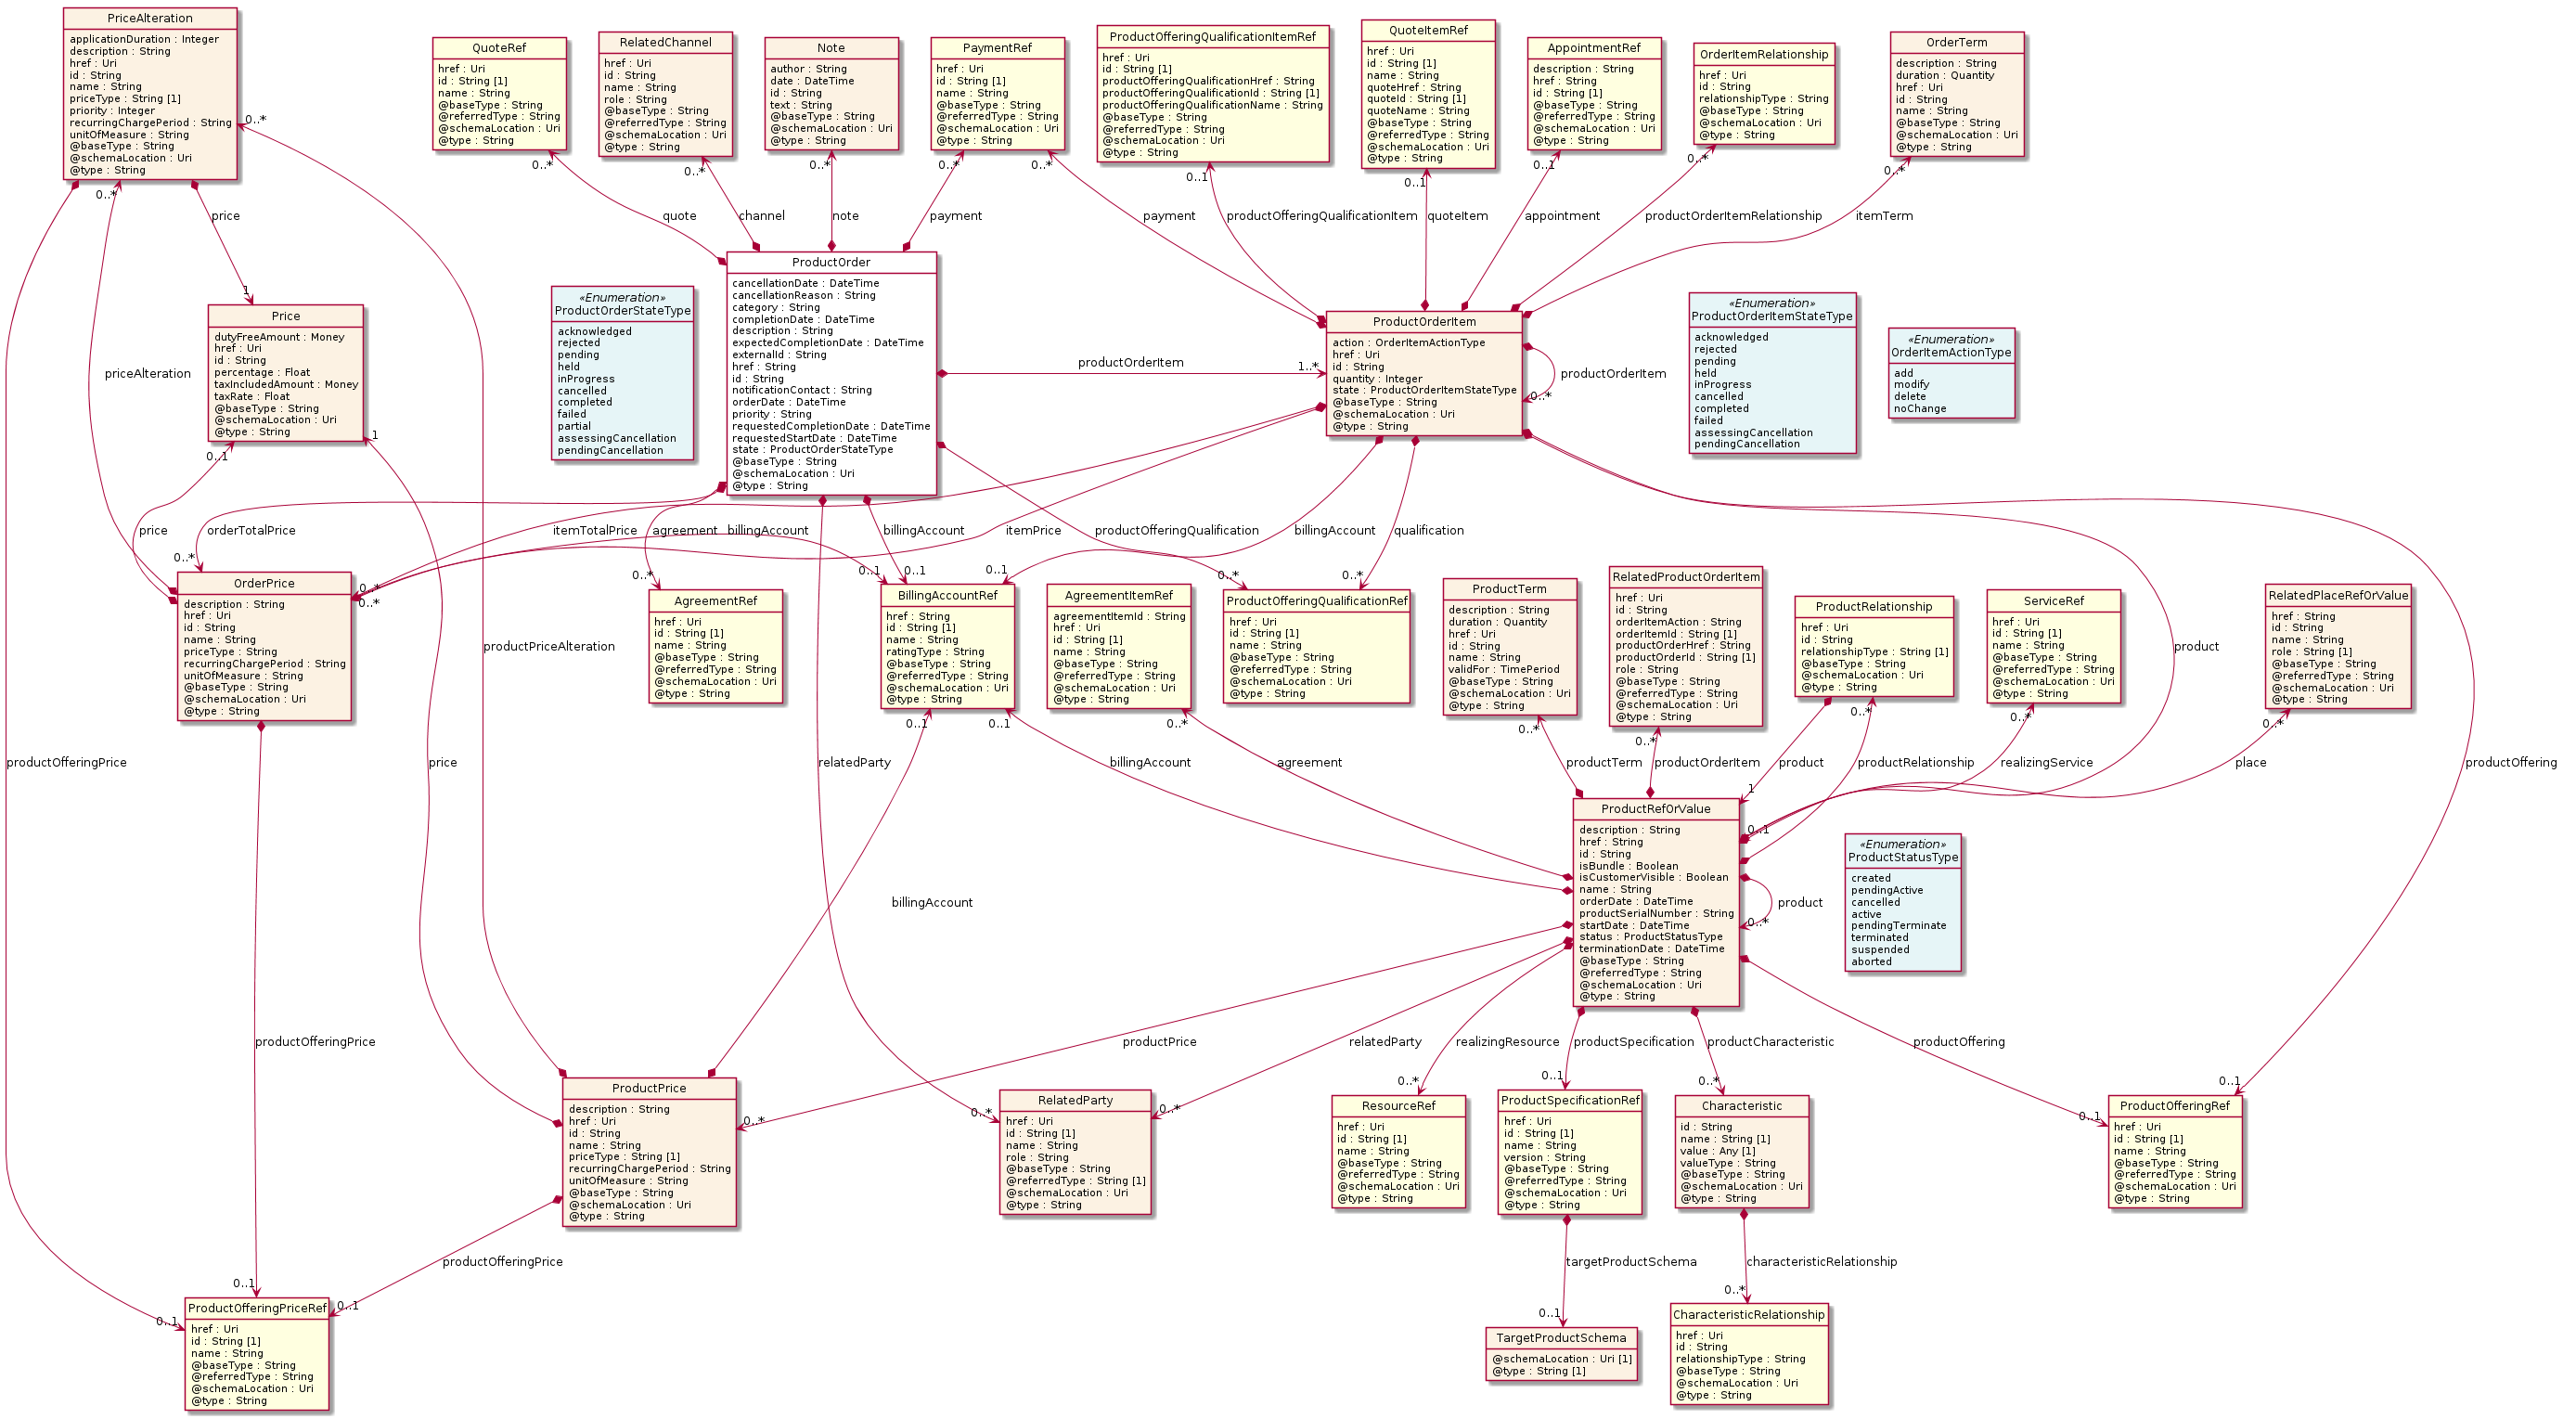 PriceAlteration
applicationDuration : Integer
description : String
href : Uri
id : String
name : String
priceType : String [1]
priority : Integer
recurringChargePeriod : String
unitOfMeasure : String
@baseType : String
@schemaLocation : Uri
@type : String
QuoteRef
href : Uri
id : String [1]
name : String
@baseType : String
@referredType : String
@schemaLocation : Uri
@type : String
RelatedChannel
href : Uri
id : String
name : String
role : String
@baseType : String
@referredType : String
@schemaLocation : Uri
@type : String
Note
author : String
date : DateTime
id : String
text : String
@baseType : String
@schemaLocation : Uri
@type : String
PaymentRef
href : Uri
id : String [1]
name : String
@baseType : String
@referredType : String
@schemaLocation : Uri
@type : String
ProductOfferingQualificationItemRef
href : Uri
id : String [1]
productOfferingQualificationHref : String
productOfferingQualificationId : String [1]
productOfferingQualificationName : String
@baseType : String
@referredType : String
@schemaLocation : Uri
@type : String
QuoteItemRef
href : Uri
id : String [1]
name : String
quoteHref : String
quoteId : String [1]
quoteName : String
@baseType : String
@referredType : String
@schemaLocation : Uri
@type : String
AppointmentRef
description : String
href : String
id : String [1]
@baseType : String
@referredType : String
@schemaLocation : Uri
@type : String
OrderItemRelationship
href : Uri
id : String
relationshipType : String
@baseType : String
@schemaLocation : Uri
@type : String
OrderTerm
description : String
duration : Quantity
href : Uri
id : String
name : String
@baseType : String
@schemaLocation : Uri
@type : String
0..*
0..*
0..*
0..*
0..*
0..*
0..*
0..1
0..1
0..1
0..*
0..*
price
quote
channel
note
payment
payment
productOfferingQualificationItem
quoteItem
appointment
productOrderItemRelationship
itemTerm
1
Price
dutyFreeAmount : Money
href : Uri
id : String
percentage : Float
taxIncludedAmount : Money
taxRate : Float
@baseType : String
@schemaLocation : Uri
@type : String
«Enumeration»
ProductOrderStateType
acknowledged
rejected
pending
held
inProgress
cancelled
completed
failed
partial
assessingCancellation
pendingCancellation
ProductOrder
cancellationDate : DateTime
cancellationReason : String
category : String
completionDate : DateTime
description : String
expectedCompletionDate : DateTime
externalId : String
href : String
id : String
notificationContact : String
orderDate : DateTime
priority : String
requestedCompletionDate : DateTime
requestedStartDate : DateTime
state : ProductOrderStateType
@baseType : String
@schemaLocation : Uri
@type : String
productOrderItem
1..*
ProductOrderItem
action : OrderItemActionType
href : Uri
id : String
quantity : Integer
state : ProductOrderItemStateType
@baseType : String
@schemaLocation : Uri
@type : String
productOrderItem
0..*
«Enumeration»
ProductOrderItemStateType
acknowledged
rejected
pending
held
inProgress
cancelled
completed
failed
assessingCancellation
pendingCancellation
«Enumeration»
OrderItemActionType
add
modify
delete
noChange
priceAlteration
0..1
1
price
orderTotalPrice
itemTotalPrice
agreement
billingAccount
billingAccount
itemPrice
productOfferingQualification
billingAccount
qualification
0..*
0..*
0..*
0..*
0..1
0..1
0..1
0..*
0..*
OrderPrice
description : String
href : Uri
id : String
name : String
priceType : String
recurringChargePeriod : String
unitOfMeasure : String
@baseType : String
@schemaLocation : Uri
@type : String
productPriceAlteration
AgreementRef
href : Uri
id : String [1]
name : String
@baseType : String
@referredType : String
@schemaLocation : Uri
@type : String
BillingAccountRef
href : String
id : String [1]
name : String
ratingType : String
@baseType : String
@referredType : String
@schemaLocation : Uri
@type : String
AgreementItemRef
agreementItemId : String
href : Uri
id : String [1]
name : String
@baseType : String
@referredType : String
@schemaLocation : Uri
@type : String
ProductOfferingQualificationRef
href : Uri
id : String [1]
name : String
@baseType : String
@referredType : String
@schemaLocation : Uri
@type : String
ProductTerm
description : String
duration : Quantity
href : Uri
id : String
name : String
validFor : TimePeriod
@baseType : String
@schemaLocation : Uri
@type : String
RelatedProductOrderItem
href : Uri
id : String
orderItemAction : String
orderItemId : String [1]
productOrderHref : String
productOrderId : String [1]
role : String
@baseType : String
@referredType : String
@schemaLocation : Uri
@type : String
ProductRelationship
href : Uri
id : String
relationshipType : String [1]
@baseType : String
@schemaLocation : Uri
@type : String
ServiceRef
href : Uri
id : String [1]
name : String
@baseType : String
@referredType : String
@schemaLocation : Uri
@type : String
product
RelatedPlaceRefOrValue
href : String
id : String
name : String
role : String [1]
@baseType : String
@referredType : String
@schemaLocation : Uri
@type : String
0..1
0..1
0..*
0..*
0..*
0..*
0..*
0..*
productOfferingPrice
price
relatedParty
billingAccount
agreement
productTerm
productOrderItem
product
productRelationship
realizingService
place
productOffering
1
0..1
ProductRefOrValue
description : String
href : String
id : String
isBundle : Boolean
isCustomerVisible : Boolean
name : String
orderDate : DateTime
productSerialNumber : String
startDate : DateTime
status : ProductStatusType
terminationDate : DateTime
@baseType : String
@referredType : String
@schemaLocation : Uri
@type : String
product
0..*
«Enumeration»
ProductStatusType
created
pendingActive
cancelled
active
pendingTerminate
terminated
suspended
aborted
billingAccount
productOfferingPrice
productPrice
relatedParty
realizingResource
productSpecification
productCharacteristic
productOffering
0..*
0..*
0..*
0..*
0..1
0..*
0..1
0..1
ProductPrice
description : String
href : Uri
id : String
name : String
priceType : String [1]
recurringChargePeriod : String
unitOfMeasure : String
@baseType : String
@schemaLocation : Uri
@type : String
RelatedParty
href : Uri
id : String [1]
name : String
role : String
@baseType : String
@referredType : String [1]
@schemaLocation : Uri
@type : String
ResourceRef
href : Uri
id : String [1]
name : String
@baseType : String
@referredType : String
@schemaLocation : Uri
@type : String
ProductSpecificationRef
href : Uri
id : String [1]
name : String
version : String
@baseType : String
@referredType : String
@schemaLocation : Uri
@type : String
Characteristic
id : String
name : String [1]
value : Any [1]
valueType : String
@baseType : String
@schemaLocation : Uri
@type : String
ProductOfferingRef
href : Uri
id : String [1]
name : String
@baseType : String
@referredType : String
@schemaLocation : Uri
@type : String
productOfferingPrice
targetProductSchema
characteristicRelationship
0..1
0..1
0..1
0..1
0..*
ProductOfferingPriceRef
href : Uri
id : String [1]
name : String
@baseType : String
@referredType : String
@schemaLocation : Uri
@type : String
TargetProductSchema
@schemaLocation : Uri [1]
@type : String [1]
CharacteristicRelationship
href : Uri
id : String
relationshipType : String
@baseType : String
@schemaLocation : Uri
@type : String